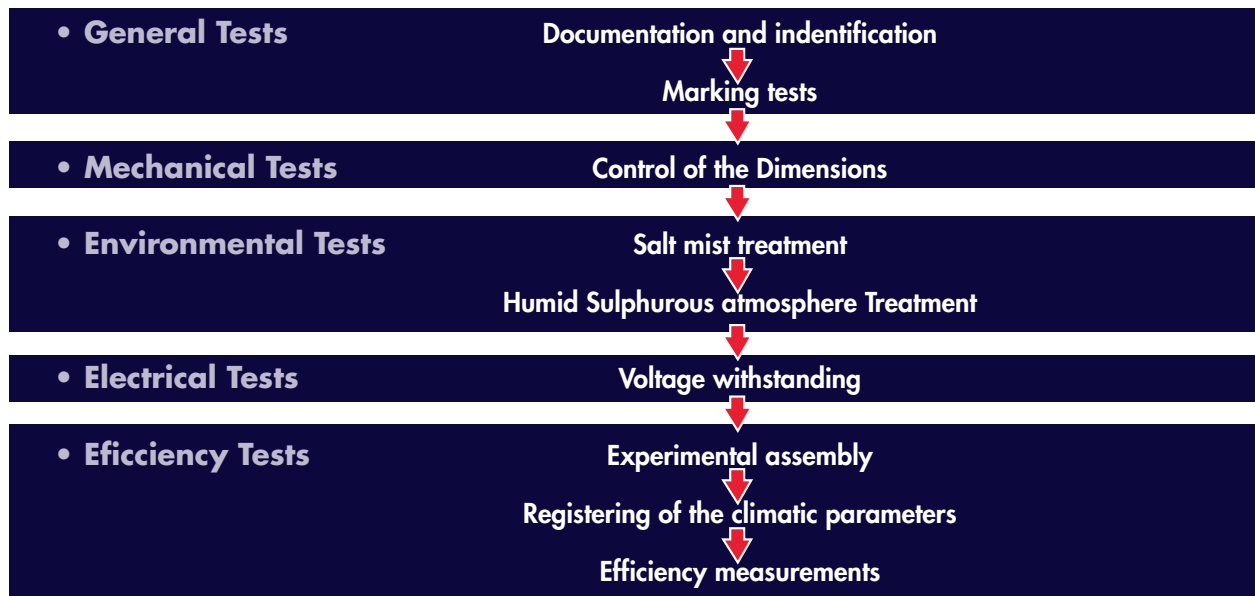 • General Tests
Documentation and indentification
Marking tests
• Mechanical Tests
Control of the Dimensions
• Environmental Tests
Salt mist treatment
Humid Sulphurous atmosphere Treatment
• Electrical Tests
Voltage withstanding
• Eficciency Tests
Experimental assembly
Registering of the climatic parameters
Efficiency measurements